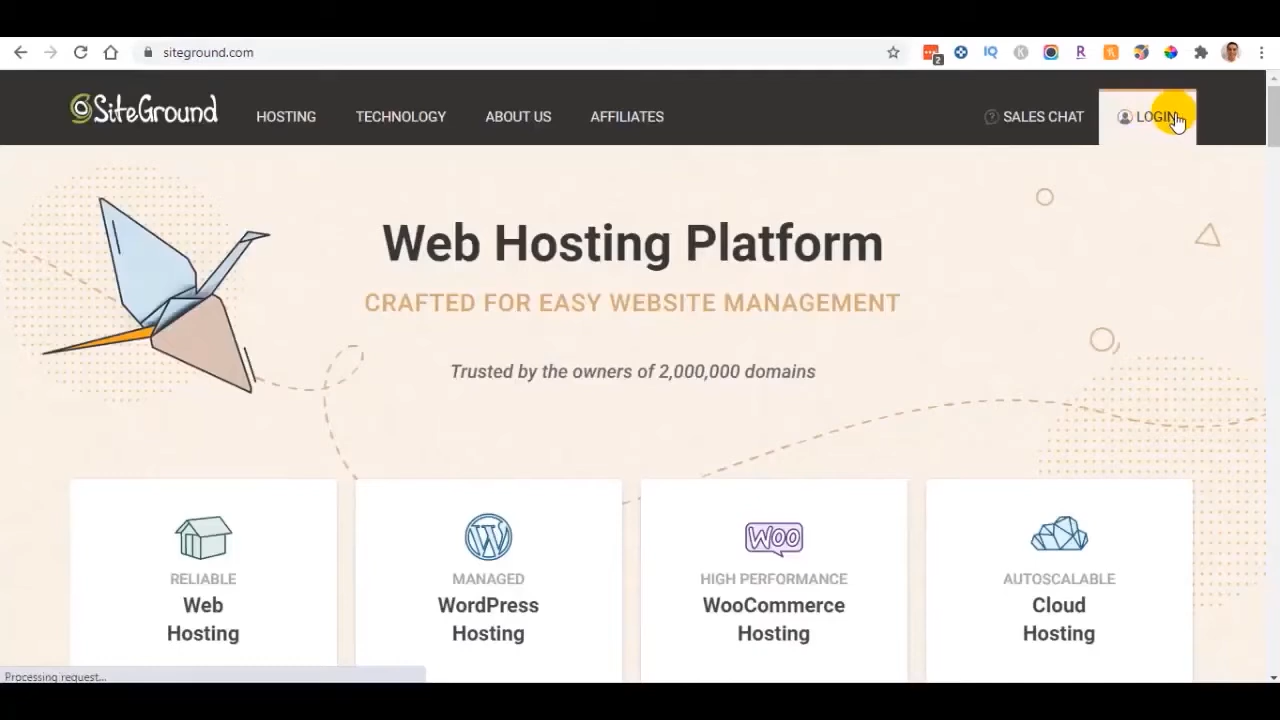 siteground.com
2
SiteGround
HOSTING
TECHNOLOGY
ABOUT US
AFFILIATES
SALES CHAT
LOGIN
Web Hosting Platform
CRAFTED FOR EASY WEBSITE MANAGEMENT
Trusted by the owners of 2,000,000 domains
RELIABLE
Web
Hosting
MANAGED
WordPress
Hosting
WOO
HIGH PERFORMANCE
WooCommerce
Hosting
AUTOSCALABLE
Cloud
Hosting
Processing request...